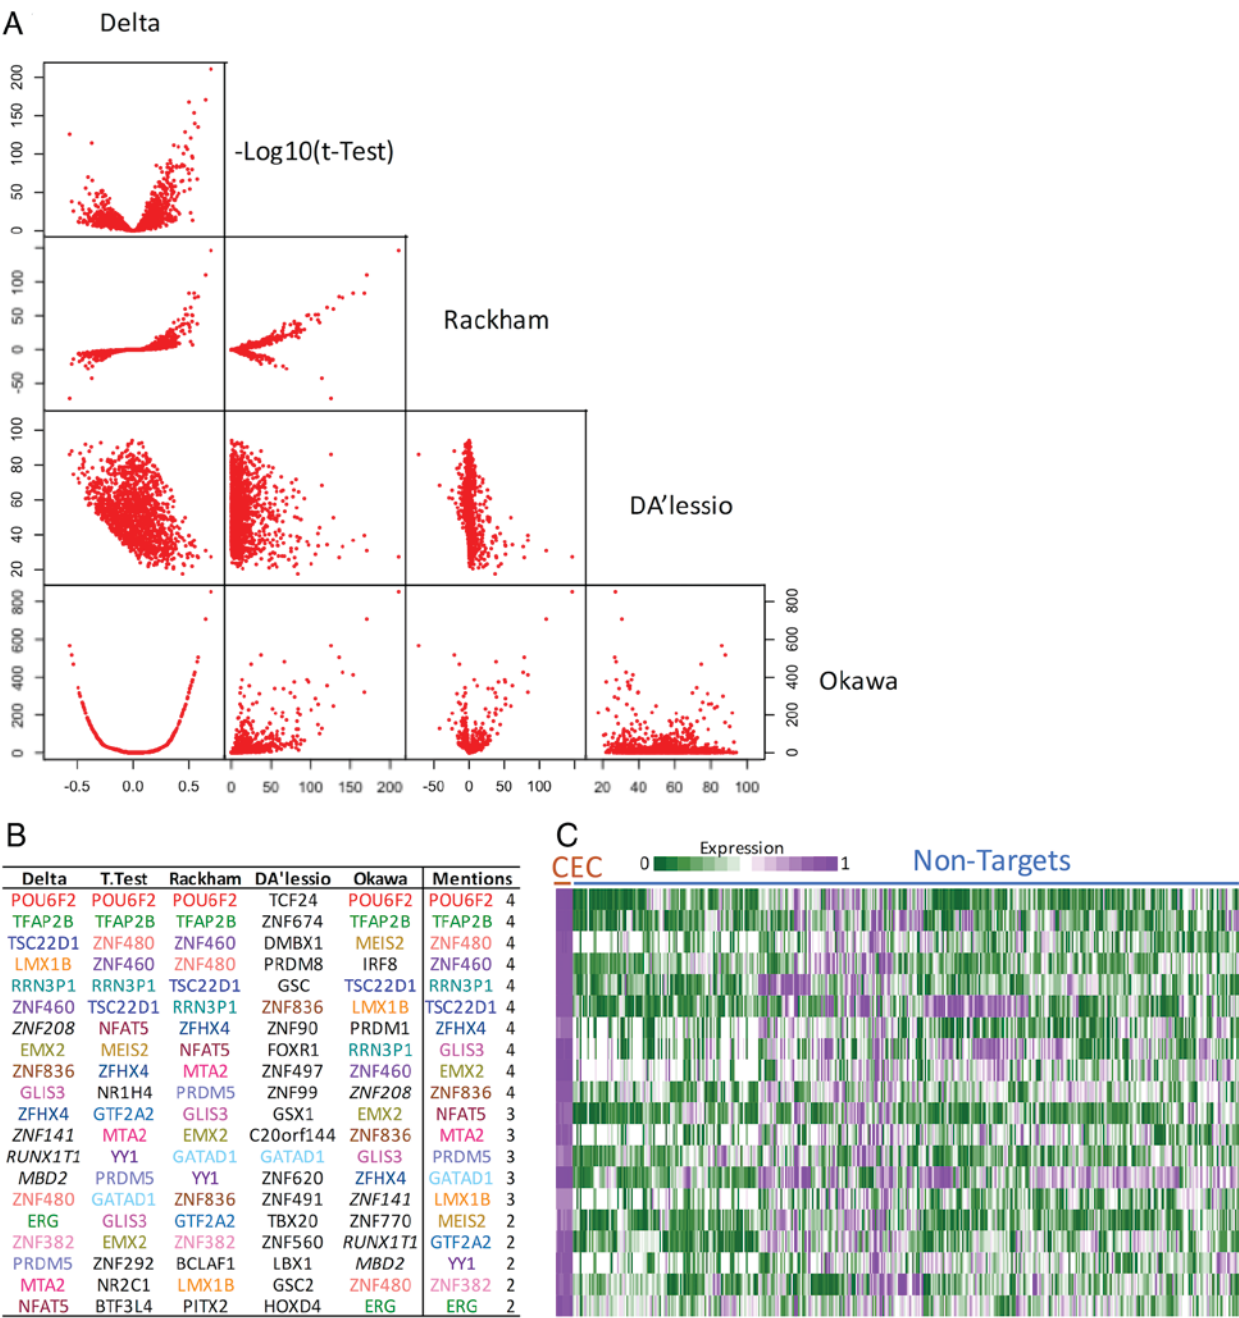 A
Delta
200
150
100
50
0
-Log10(t-Test)
100
50
0
-50
Rackham
100
80
60
40
20
DA'lessio
800
600
400
200
0
800
600
400
200
0
Okawa
-0.5 0.0 0.5 0 50 100 150 200 -50 0 50 100 20 40 60 80 100
B
Delta T.Test Rackham DA'lessio Okawa Mentions
POU6F2 POU6F2 POU6F2 TCF24 POU6F2 POU6F2 4
TFAP2B TFAP2B TFAP2B ZNF674 TFAP2B TFAP2B 4
TSC22D1 ZNF480 ZNF460 DMBX1 MEIS2 ZNF480 4
LMX1B ZNF460 ZNF480 PRDM8 IRF8 ZNF460 4
RRN3P1 RRN3P1 TSC22D1 GSC TSC22D1 RRN3P1 4
ZNF460 TSC22D1 RRN3P1 ZNF836 LMX1B TSC22D1 4
ZNF208 NFAT5 ZFHX4 ZNF90 PRDM1 ZFHX4 4
EMX2 MEIS2 NFAT5 FOXR1 RRN3P1 GLIS3 4
ZNF836 ZFHX4 MTA2 ZNF497 ZNF460 EMX2 4
GLIS3 NR1H4 PRDM5 ZNF99 ZNF208 ZNF836 4
ZFHX4 GTF2A2 GLIS3 GSX1 EMX2 NFAT5 3
ZNF141 MTA2 EMX2 C20orf144 ZNF836 MTA2 3
RUNX1T1 YY1 GATAD1 GATAD1 GLIS3 PRDM5 3
MBD2 PRDM5 YY1 ZNF620 ZFHX4 GATAD1 3
ZNF480 GATAD1 ZNF836 ZNF491 ZNF141 LMX1B 3
ERG GLIS3 GTF2A2 TBX20 ZNF770 MEIS2 2
ZNF382 EMX2 ZNF382 ZNF560 RUNX1T1 GTF2A2 2
PRDM5 ZNF292 BCLAF1 LBX1 MBD2 YY1 2
MTA2 NR2C1 LMX1B GSC2 ZNF480 ZNF382 2
NFAT5 BTF3L4 PITX2 HOXD4 ERG ERG 2
C
Expression
CEC 0 1 Non-Targets